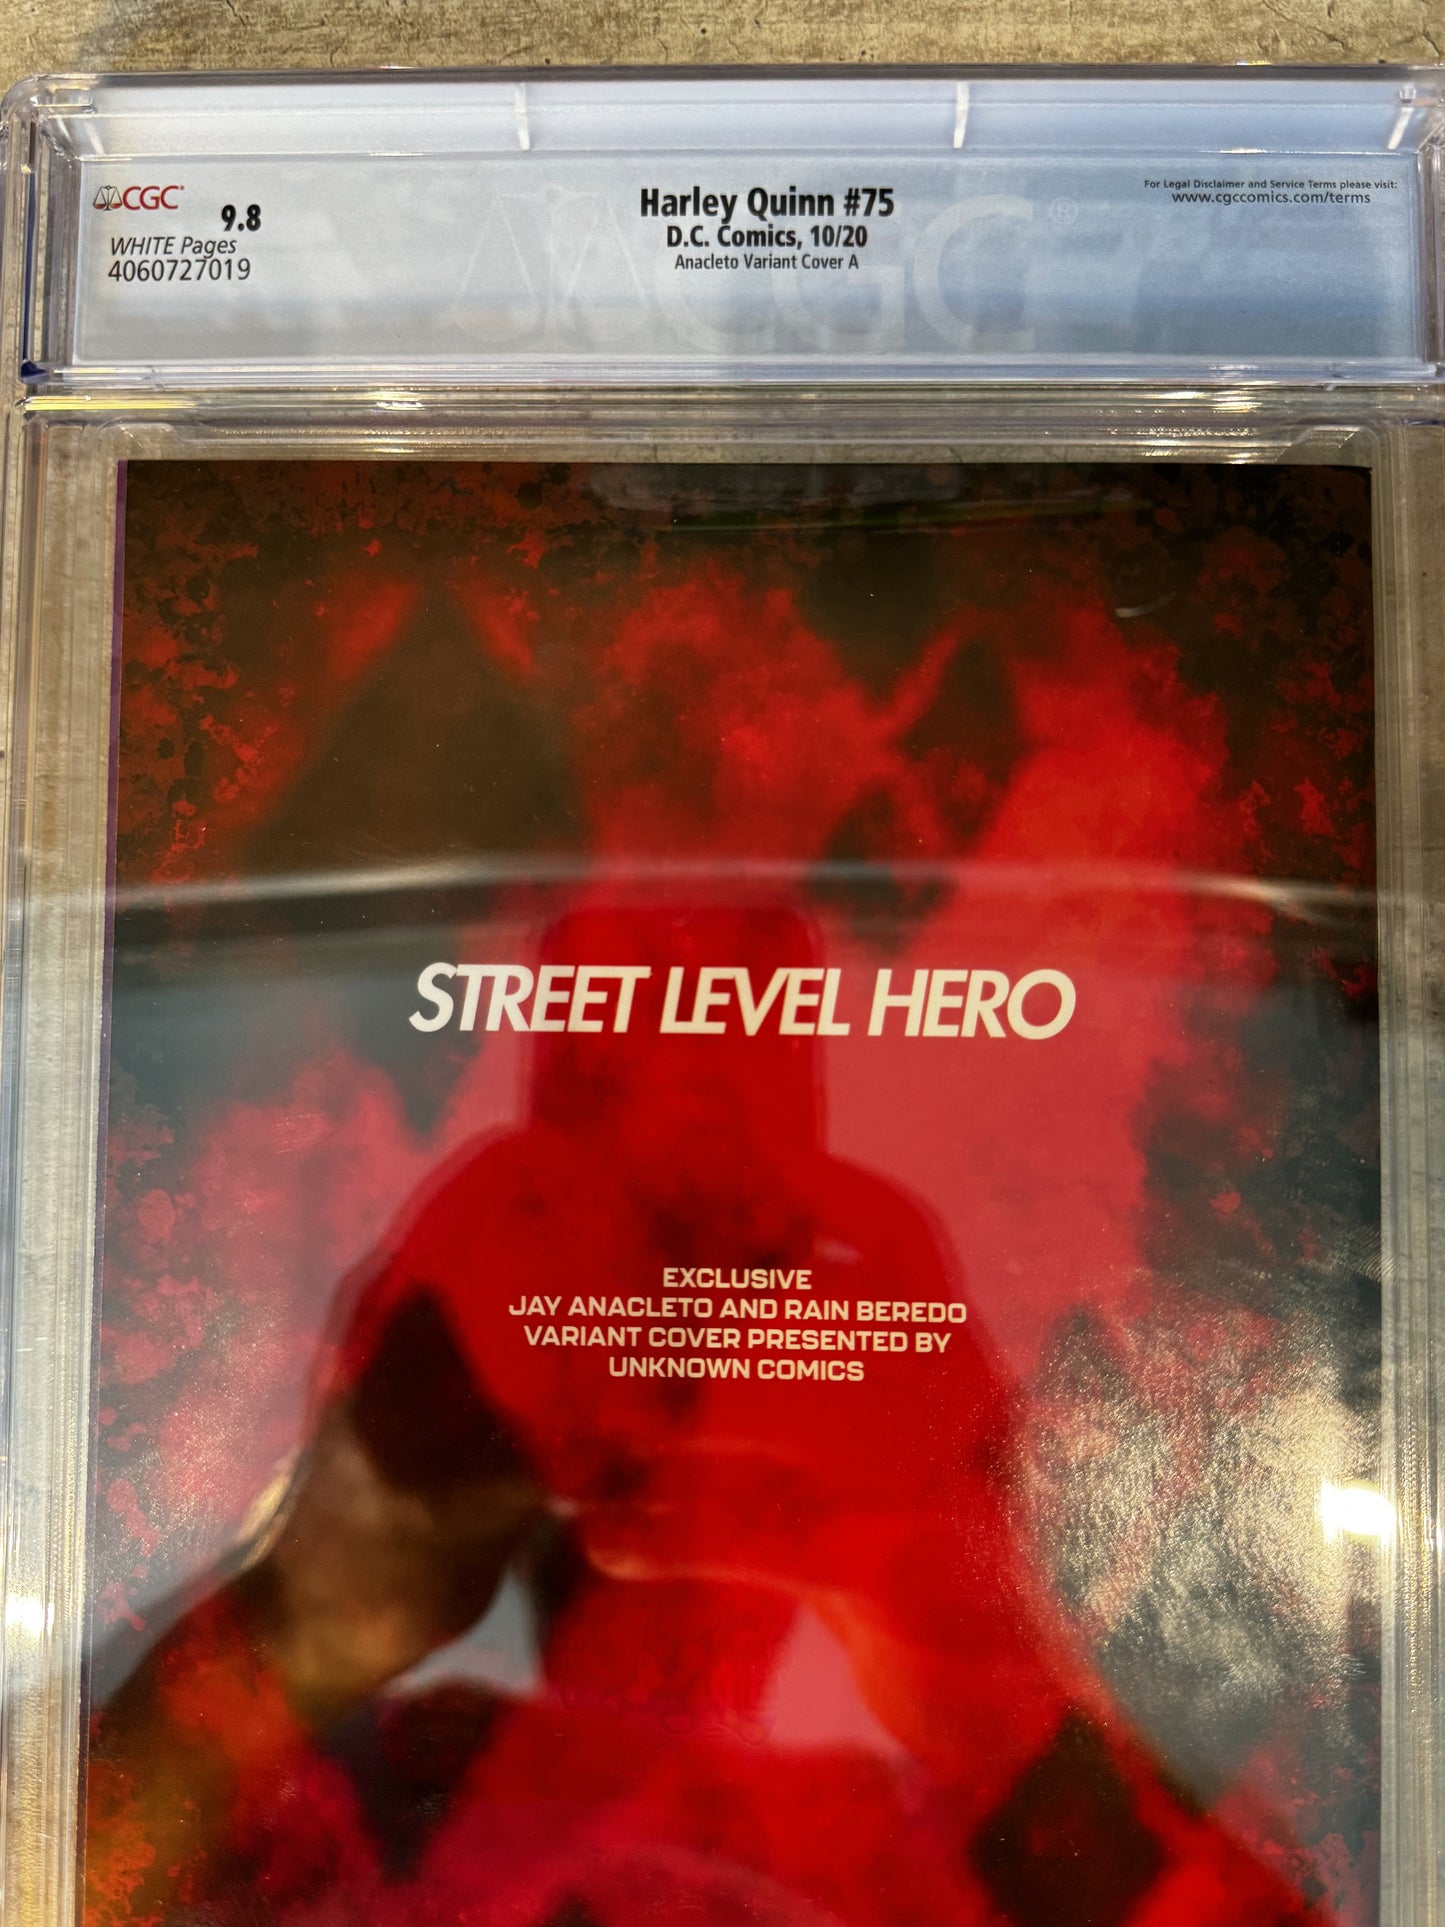 CGC
9.8
WHITE Pages
4060727019
Harley Quinn #75
D.C. Comics, 10/20
Anacleto Variant Cover A
For Legal Disclaimer and Service Terms please visit:
www.cgccomics.com/terms
CGC
STREET LEVEL HERO
EXCLUSIVE
JAY ANACLETO AND RAIN BEREDO
VARIANT COVER PRESENTED BY
UNKNOWN COMICS